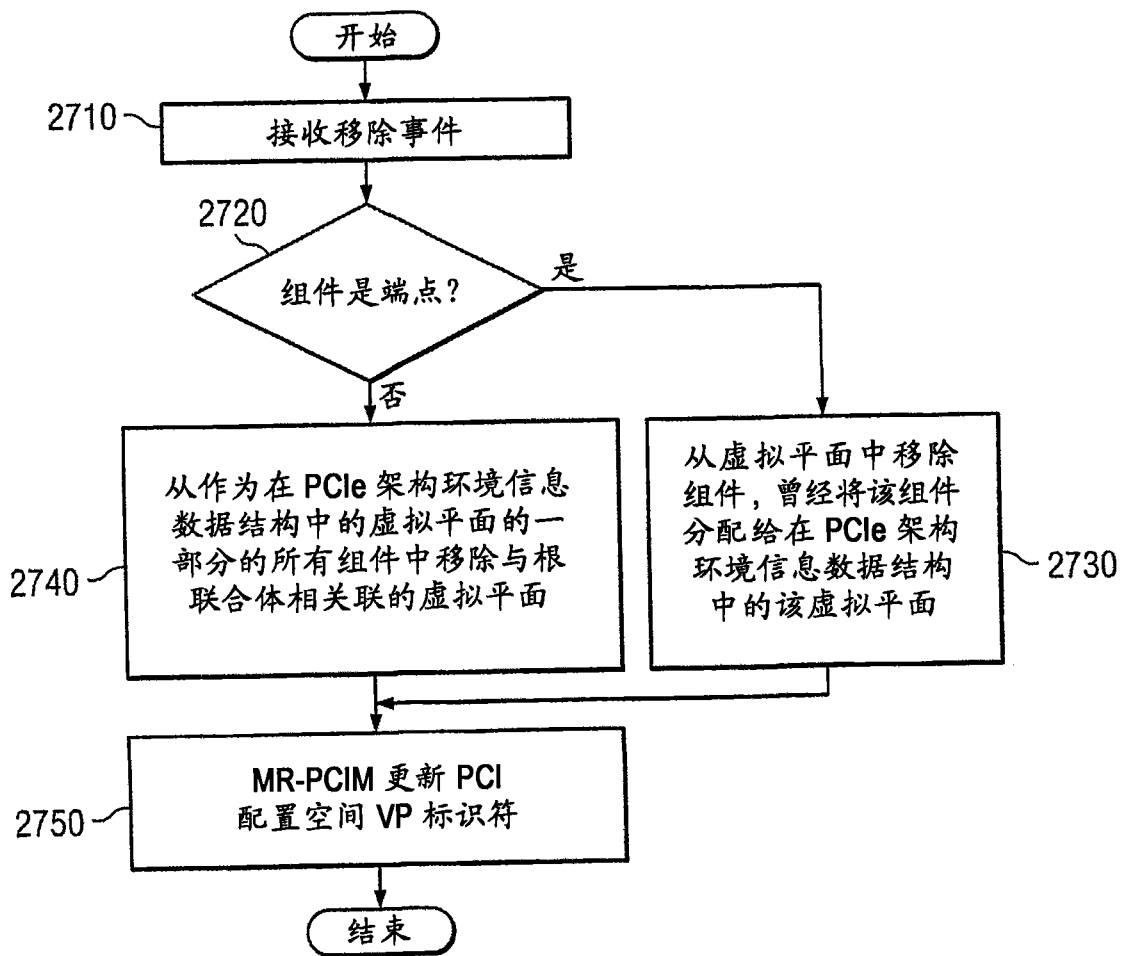 开始
2710
接收移除事件
2720
组件是端点?
是
否
从作为在 PCIe 架构环境信息
数据结构中的虚拟平面的一
部分的所有组件中移除与根
联合体相关联的虚拟平面
2740
从虚拟平面中移除
组件，曾经将该组件
分配给在 PCIe 架构
环境信息数据结构
中的该虚拟平面
2730
MR-PCIM 更新 PCI
配置空间 VP 标识符
2750
结束